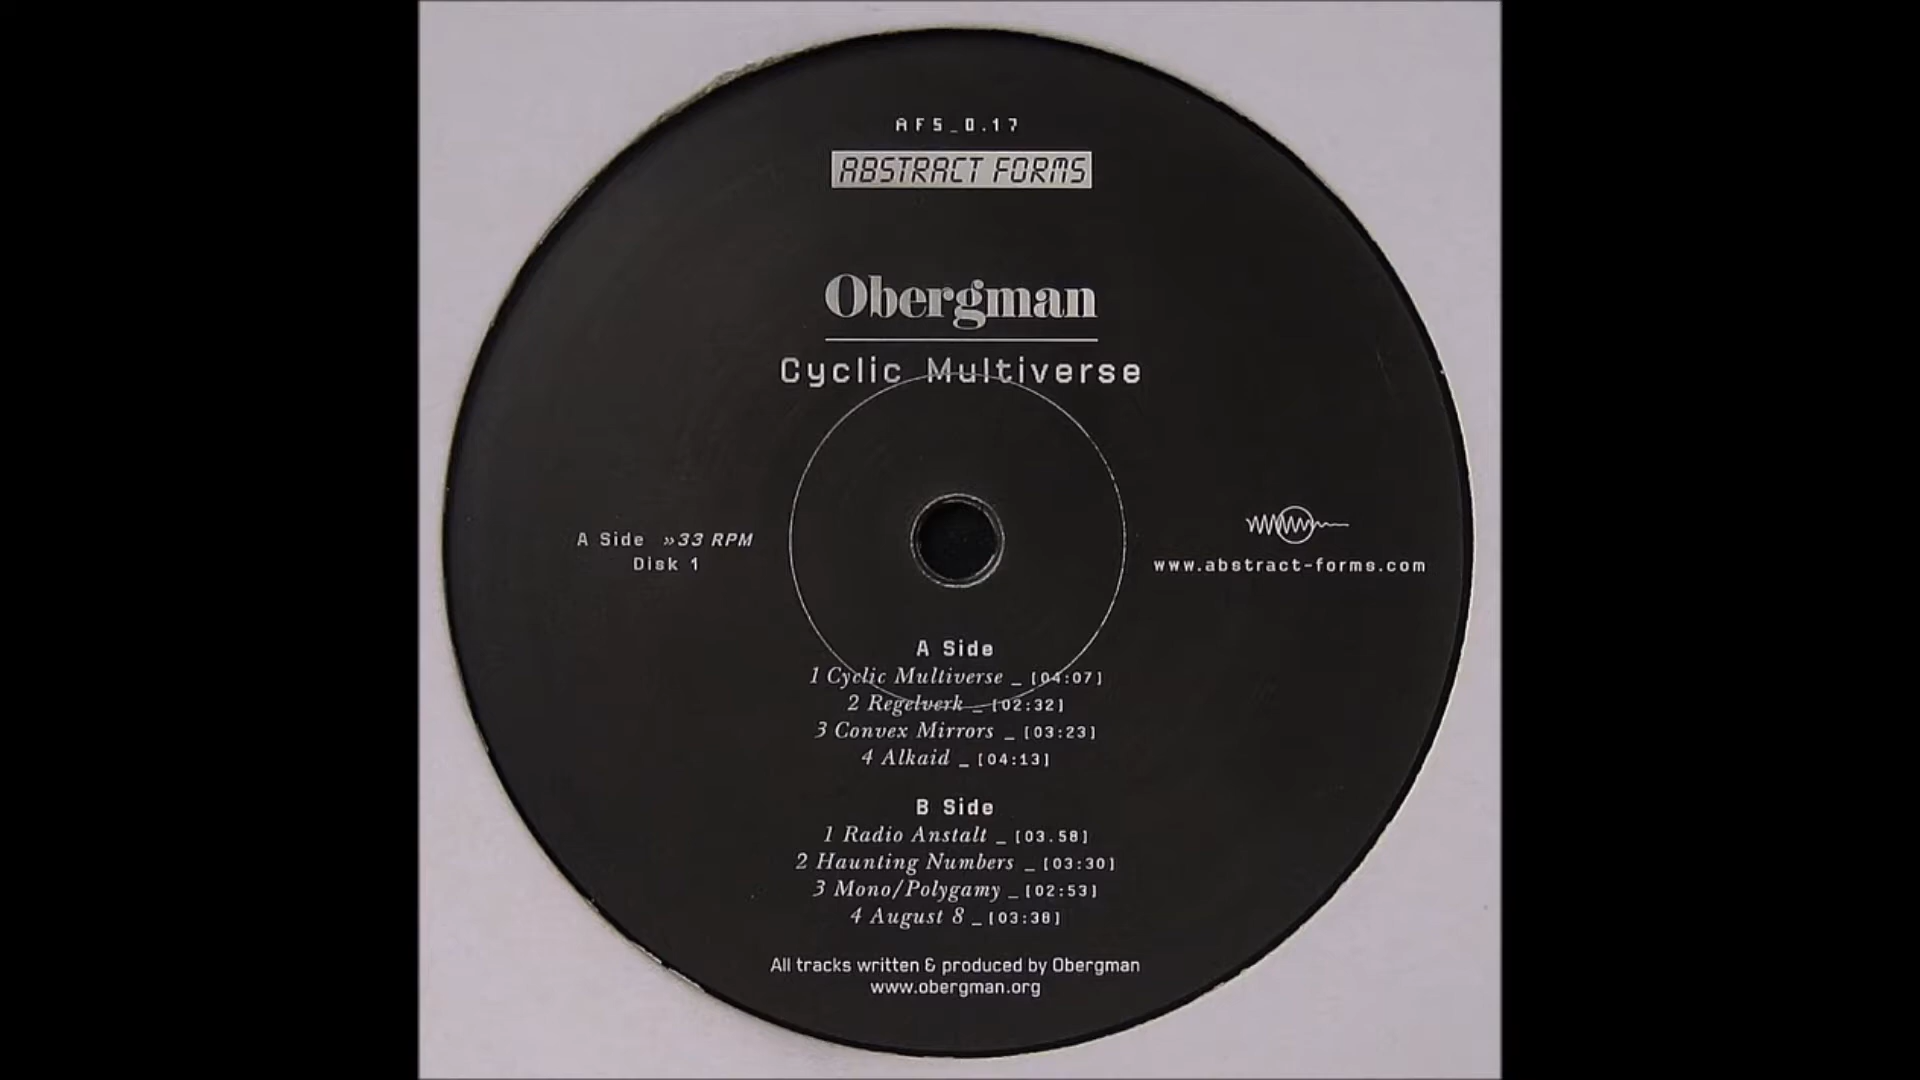 AFS_0.17
ABSTRACT FORMS
Obergman
Cyclic Multiverse
A Side »33 RPM
Disk 1
www.abstract-forms.com
A Side
1 Cyclic Multiverse _ [04:07]
2 Regelverk _ [02:32]
3 Convex Mirrors _ [03:23]
4 Alkaid _ [04:13]
B Side
1 Radio Anstalt _ [03.58]
2 Haunting Numbers _ [03:30]
3 Mono/Polygamy _ [02:53]
4 August 8 _ [03:38]
All tracks written & produced by Obergman
www.obergman.org